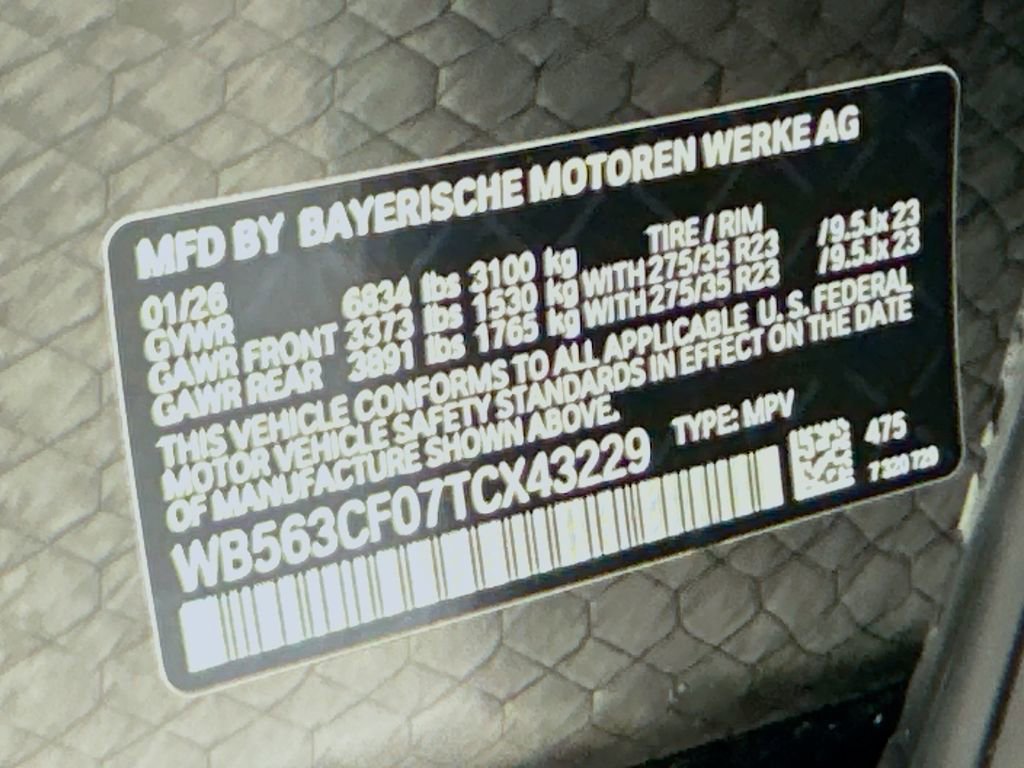 MFD BY BAYERISCHE MOTOREN WERKE AG
01/26 TIRE / RIM
GVWR 6834 lbs 3100 kg
GAWR FRONT 3373 lbs 1530 kg WITH 275/35 R23 /9.5Jx23
GAWR REAR 3891 lbs 1765 kg WITH 275/35 R23 /9.5Jx23
THIS VEHICLE CONFORMS TO ALL APPLICABLE U. S. FEDERAL
MOTOR VEHICLE SAFETY STANDARDS IN EFFECT ON THE DATE
OF MANUFACTURE SHOWN ABOVE.
WB563CF07TCX43229 TYPE: MPV
475
7 320 720